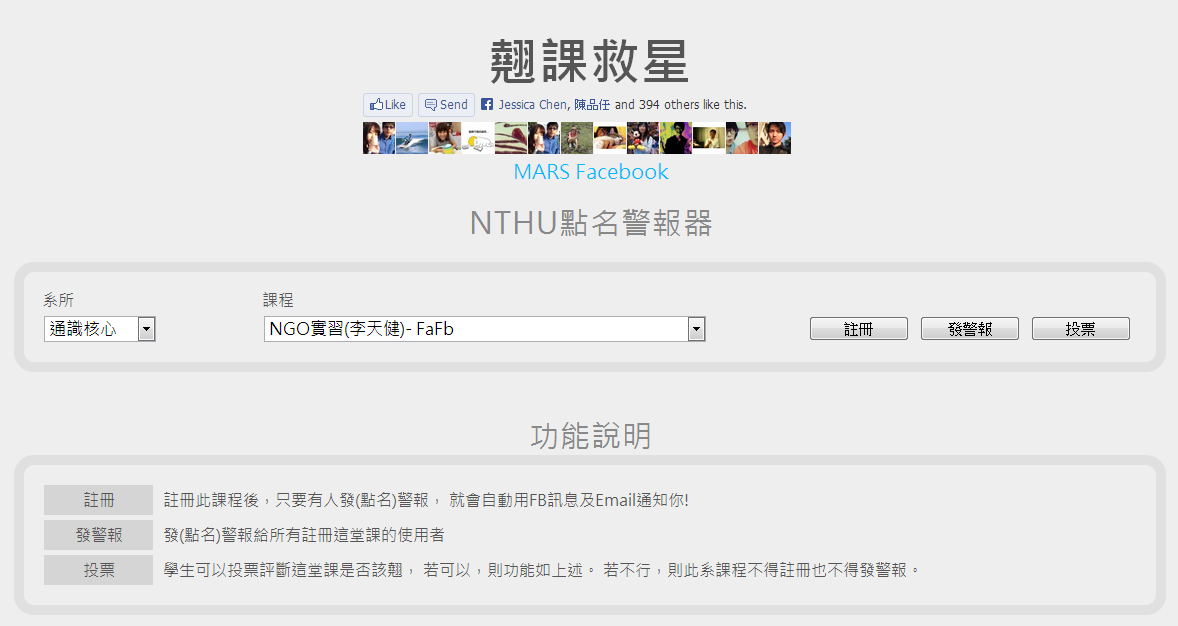 翹課救星
Like Send Jessica Chen, 陳品任 and 394 others like this.
MARS Facebook
NTHU點名警報器
系所 課程
通識核心 NGO實習(李天健)- FaFb 註冊 發警報 投票
功能說明
註冊 註冊此課程後，只要有人發(點名)警報， 就會自動用FB訊息及Email通知你!
發警報 發(點名)警報給所有註冊這堂課的使用者
投票 學生可以投票評斷這堂課是否該翹， 若可以，則功能如上述。 若不行，則此系課程不得註冊也不得發警報。